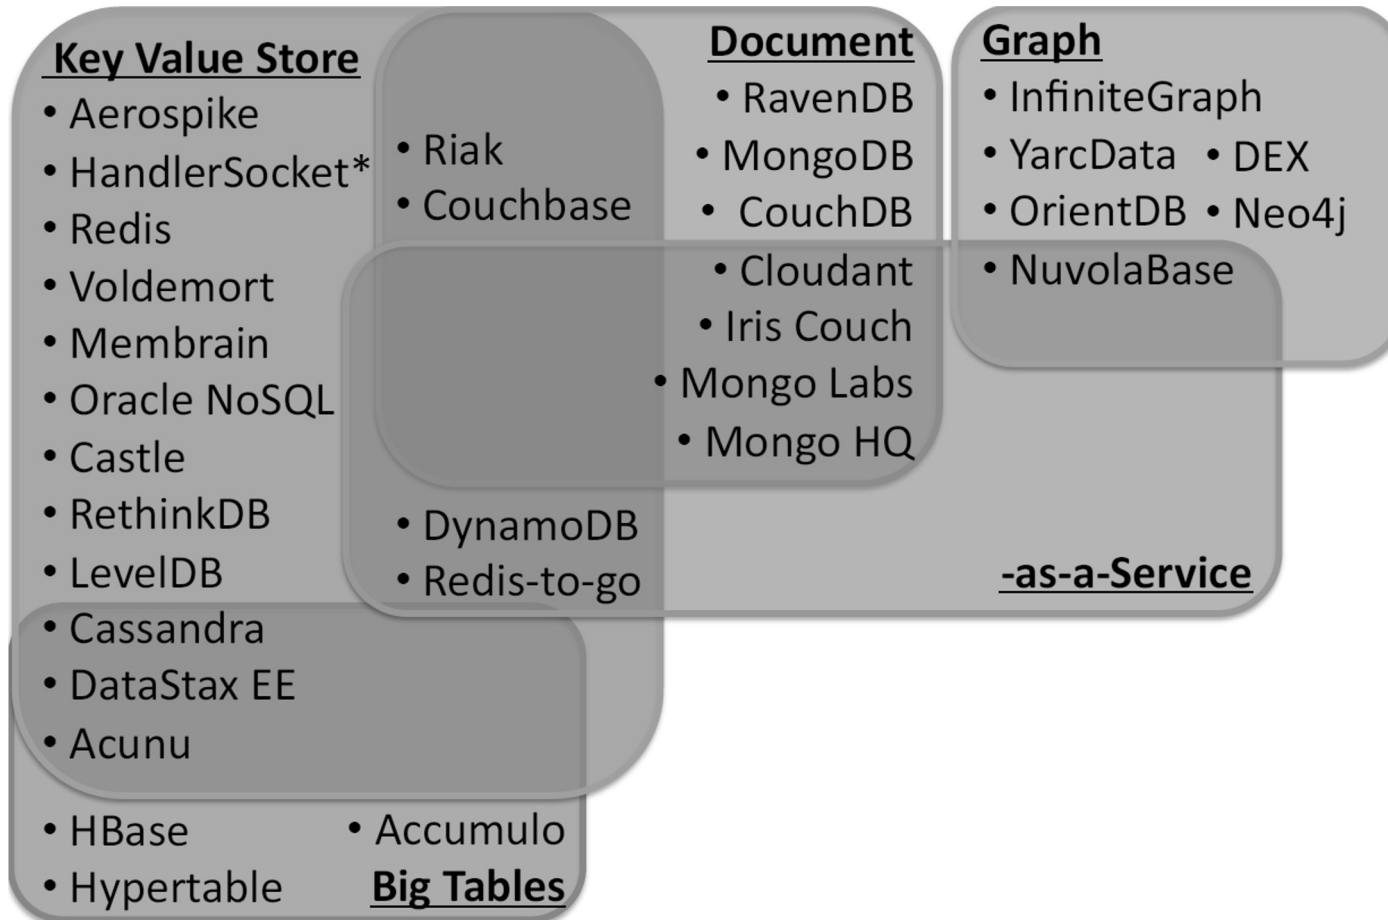 Key Value Store
• Aerospike
• HandlerSocket*
• Redis
• Voldemort
• Membrain
• Oracle NoSQL
• Castle
• RethinkDB
• LevelDB
• Cassandra
• DataStax EE
• Acunu
• HBase
• Hypertable
• Accumulo
Big Tables
• Riak
• Couchbase
• DynamoDB
• Redis-to-go
Document
• RavenDB
• MongoDB
• CouchDB
• Cloudant
• Iris Couch
• Mongo Labs
• Mongo HQ
Graph
• InfiniteGraph
• YarcData • DEX
• OrientDB • Neo4j
• NuvolaBase
-as-a-Service